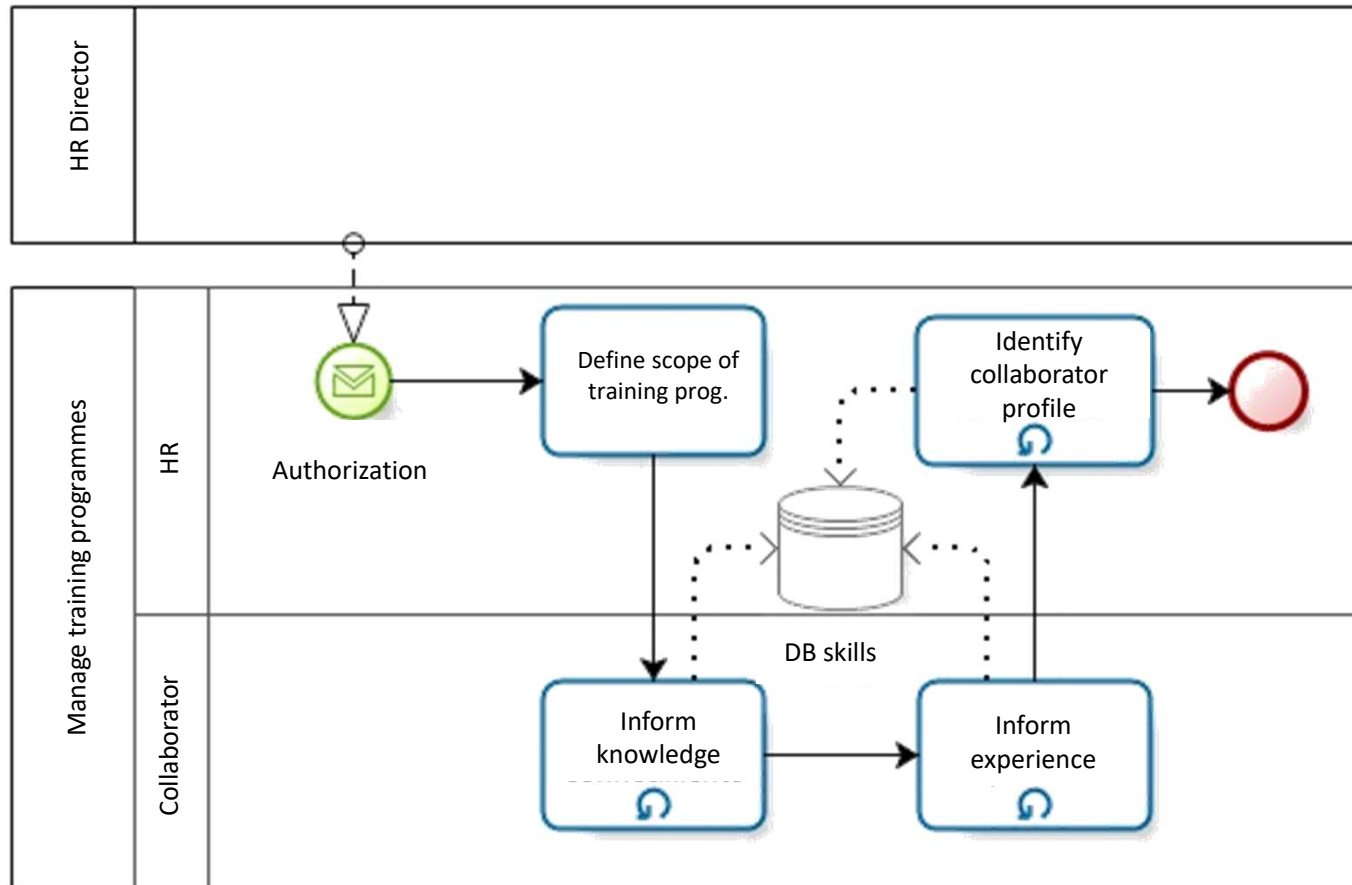 HR Director
Manage training programmes
HR
Authorization
Define scope of
training prog.
Identify
collaborator
profile
DB skills
Collaborator
Inform
knowledge
Inform
experience